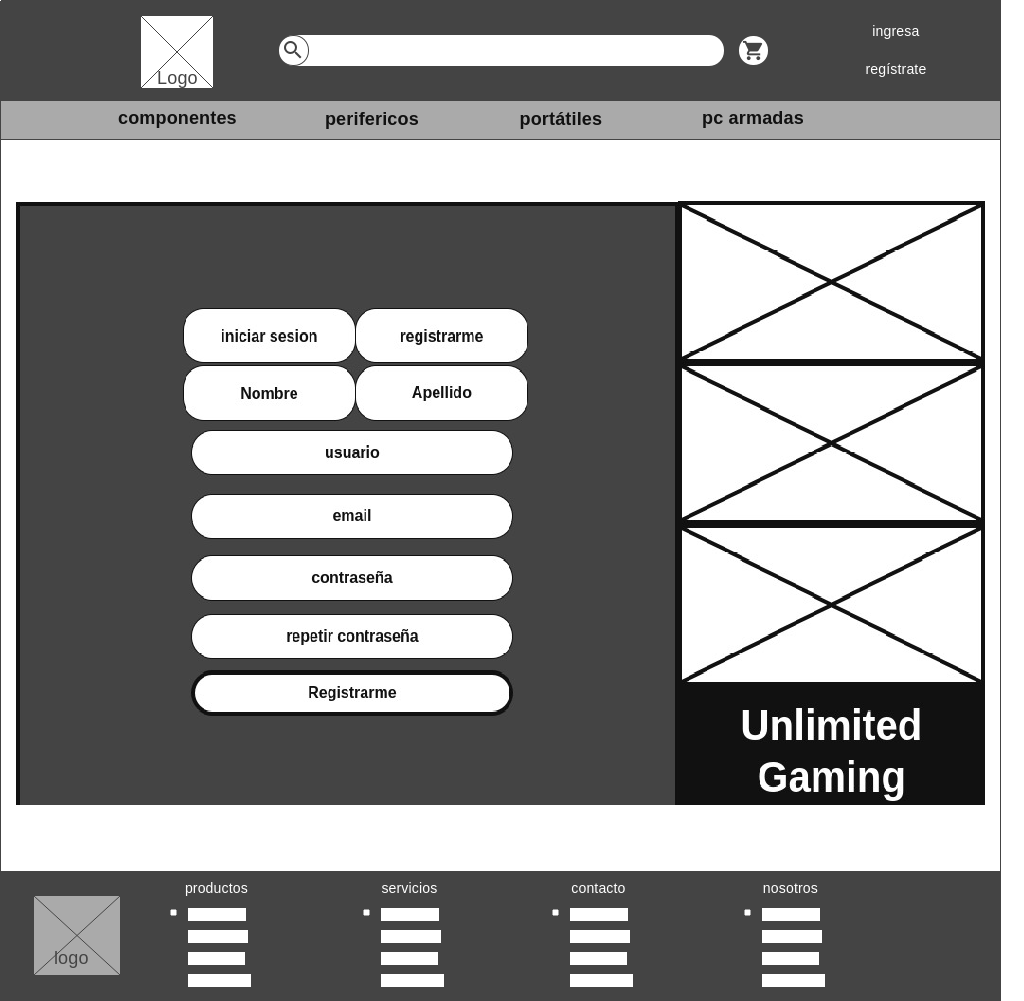 Logo
ingresa
regístrate
componentes
perifericos
portátiles
pc armadas
iniciar sesion
registrarme
Nombre
Apellido
usuario
email
contraseña
repetir contraseña
Registrarme
Unlimited
Gaming
productos
servicios
contacto
nosotros
logo